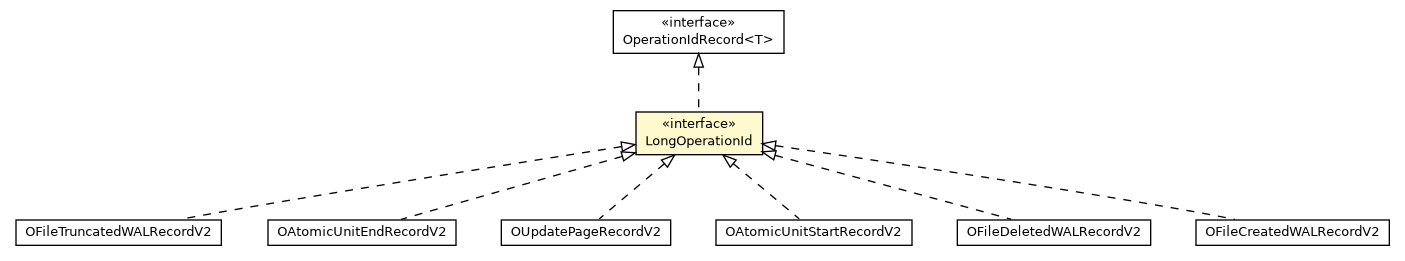 «interface»
OperationIdRecord<T>
«interface»
LongOperationId
OFileTruncatedWALRecordV2
OAtomicUnitEndRecordV2
OUpdatePageRecordV2
OAtomicUnitStartRecordV2
OFileDeletedWALRecordV2
OFileCreatedWALRecordV2